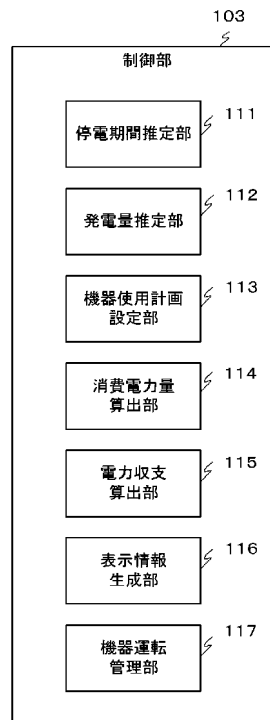 103
制御部
停電期間推定部
111
発電量推定部
112
機器使用計画
設定部
113
消費電力量
算出部
114
電力収支
算出部
115
表示情報
生成部
116
機器運転
管理部
117